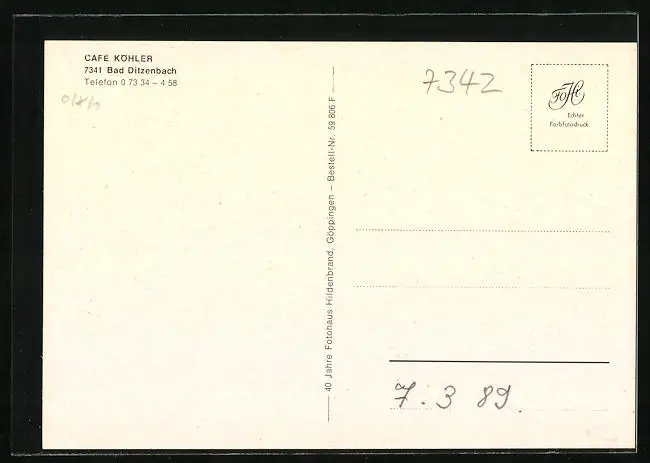 CAFE KÖHLER
7341 Bad Ditzenbach
Telefon 0 73 34 – 4 58
7342
FOH
Echter
Farbfotodruck
40 Jahre Fotohaus Hildenbrand, Göppingen – Bestell-Nr. 59 806 F
7. 3 89.